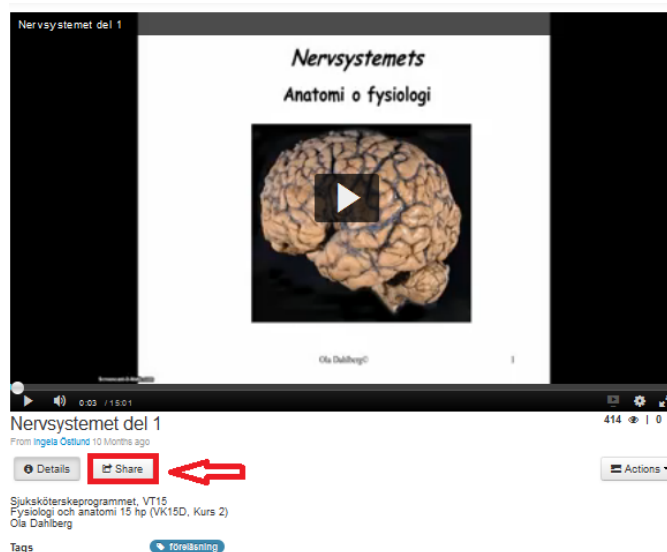 Nervsystemet del 1
Nervsystemets
Anatomi o fysiologi
Ola Dahlberg© 1
0:03 / 15:01
Nervsystemet del 1
414 | 0
From Ingela Östlund 10 Months ago
Details Share Actions
Sjuksköterskeprogrammet, VT15
Fysiologi och anatomi 15 hp (VK15D, Kurs 2)
Ola Dahlberg
Tags föreläsning